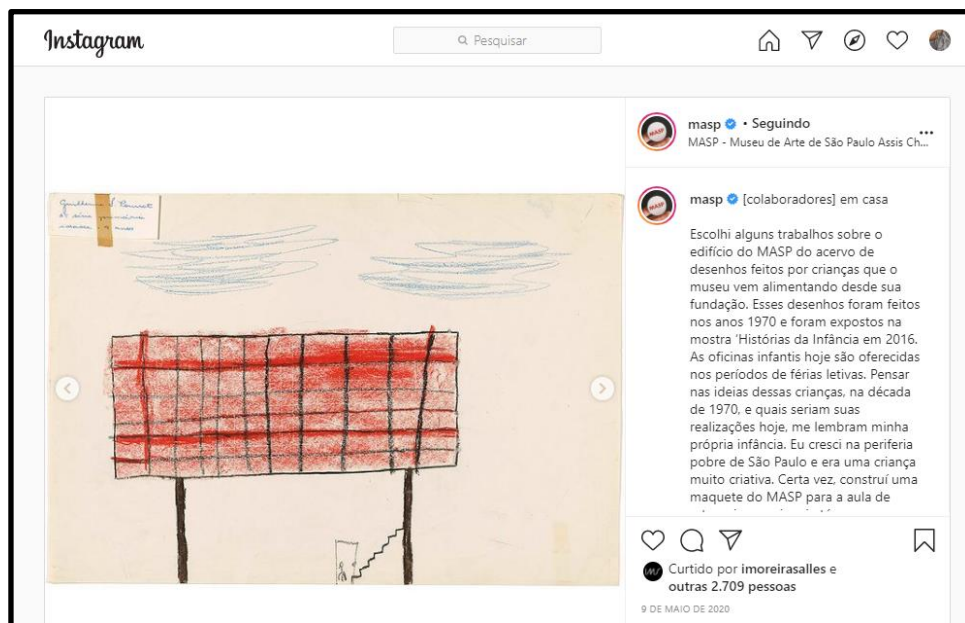 Instagram
Pesquisar
masp • Seguindo
MASP - Museu de Arte de São Paulo Assis Ch...
masp [colaboradores] em casa
Escolhi alguns trabalhos sobre o
edifício do MASP do acervo de
desenhos feitos por crianças que o
museu vem alimentando desde sua
fundação. Esses desenhos foram feitos
nos anos 1970 e foram expostos na
mostra 'Histórias da Infância em 2016.
As oficinas infantis hoje são oferecidas
nos períodos de férias letivas. Pensar
nas ideias dessas crianças, na década
de 1970, e quais seriam suas
realizações hoje, me lembram minha
própria infância. Eu cresci na periferia
pobre de São Paulo e era uma criança
muito criativa. Certa vez, construí uma
maquete do MASP para a aula de
Curtido por imoreirasalles e
outras 2.709 pessoas
9 DE MAIO DE 2020